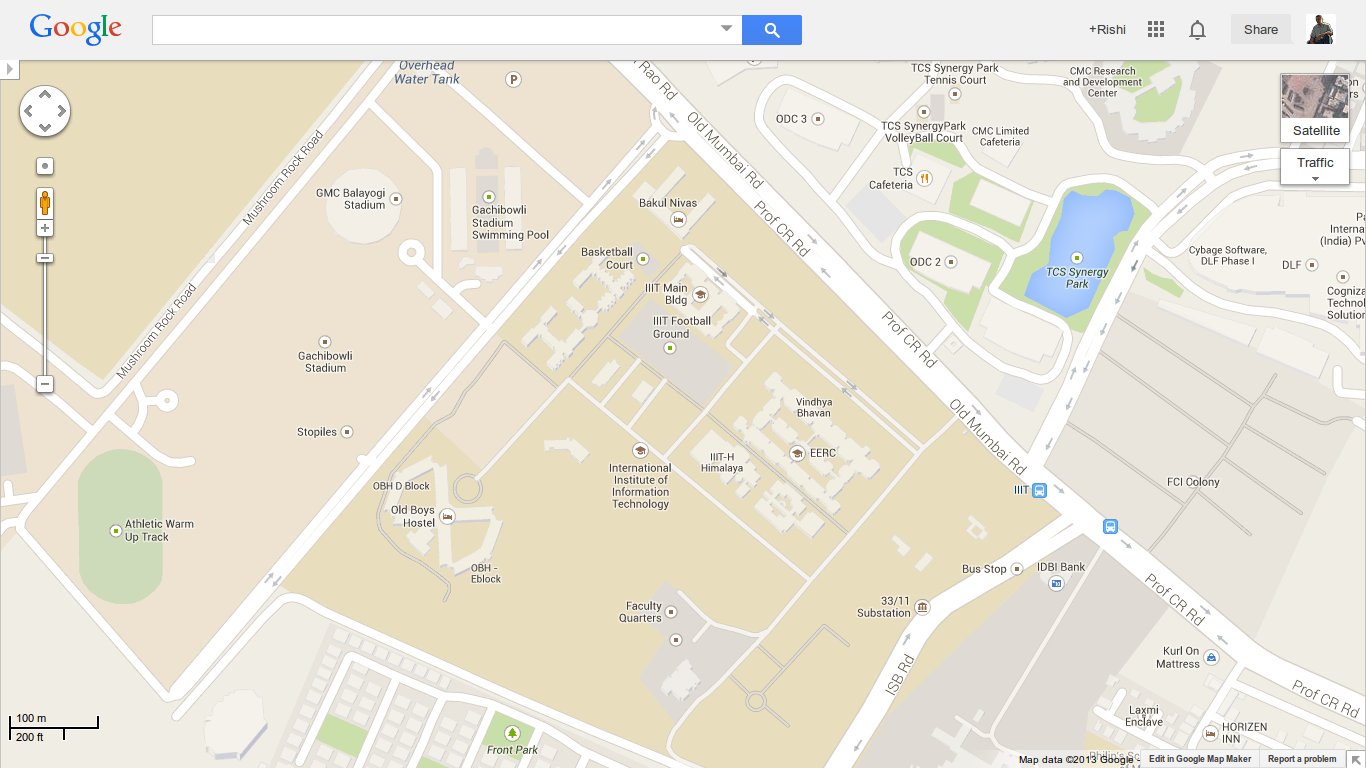 Google
+Rishi
Share
Overhead
Water Tank
P
Rao Rd
TCS Synergy Park
Tennis Court
CMC Research
and Development
Center
Satellite
Traffic
ODC 3
TCS SynergyPark
VolleyBall Court
CMC Limited
Cafeteria
Old Mumbai Rd
Mushroom Rock Road
GMC Balayogi
Stadium
Gachibowli
Stadium
Swimming Pool
Bakul Nivas
TCS
Cafeteria
Prof CR Rd
Basketball
Court
IIIT Main
Bldg
ODC 2
TCS Synergy
Park
Cybage Software,
DLF Phase I
DLF
Interna
(India) Pv
Cogniza
Technol
Solution
Mushroom Rock Road
IIIT Football
Ground
Prof CR Rd
Gachibowli
Stadium
Stopiles
Vindhya
Bhavan
Old Mumbai Rd
EERC
IIIT-H
Himalaya
International
Institute of
Information
Technology
OBH D Block
Old Boys
Hostel
IIIT
FCI Colony
Athletic Warm
Up Track
OBH -
Eblock
Bus Stop
IDBI Bank
Faculty
Quarters
33/11
Substation
Prof CR Rd
ISB Rd
Kurl On
Mattress
Prof CR Rd
Laxmi
Enclave
HORIZEN
INN
100 m
200 ft
Front Park
Map data ©2013 Google -
Edit in Google Map Maker
Report a problem